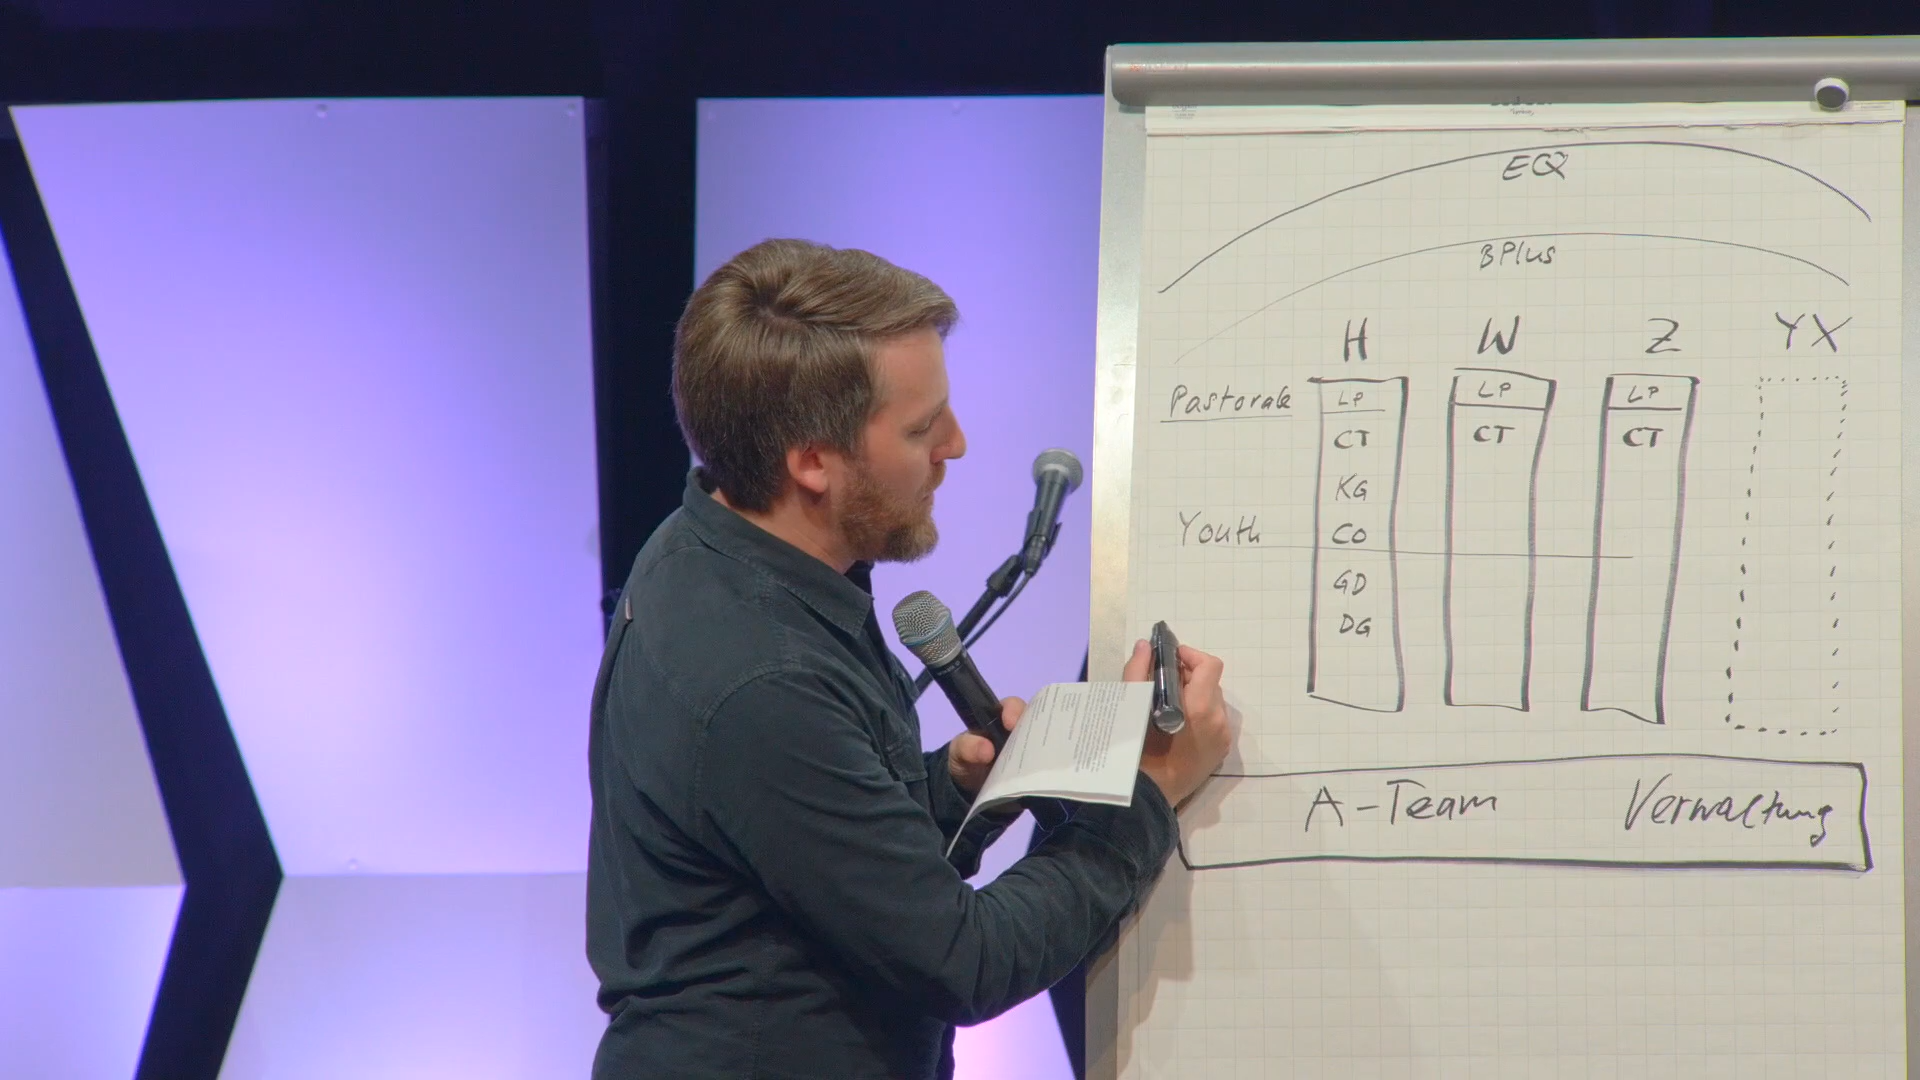 EQ
BPlus
H W Z YX
Pastorale LP LP LP
CT CT CT
KG
Youth CO
GD
DG
A-Team Verwaltung